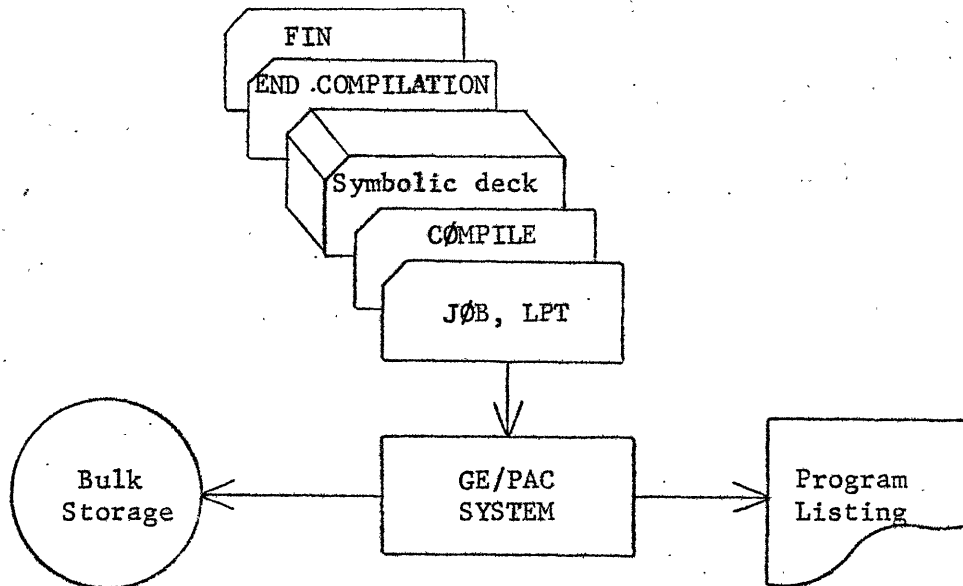 FIN
END COMPILATION
Symbolic deck
CØMPILE
JØB, LPT
Bulk
Storage
GE/PAC
SYSTEM
Program
Listing